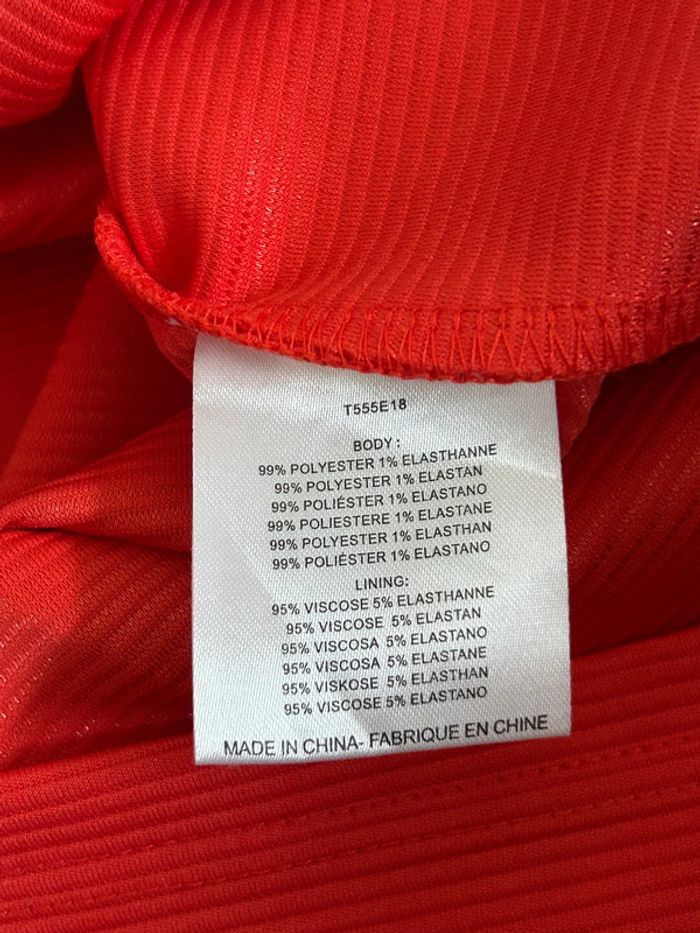 T555E18
BODY :
99% POLYESTER 1% ELASTHANNE
99% POLYESTER 1% ELASTAN
99% POLIÉSTER 1% ELASTANO
99% POLIESTERE 1% ELASTANE
99% POLYESTER 1% ELASTHAN
99% POLIÉSTER 1% ELASTANO
LINING:
95% VISCOSE 5% ELASTHANNE
95% VISCOSE 5% ELASTAN
95% VISCOSA 5% ELASTANO
95% VISCOSA 5% ELASTANE
95% VISKOSE 5% ELASTHAN
95% VISCOSE 5% ELASTANO
MADE IN CHINA- FABRIQUE EN CHINE